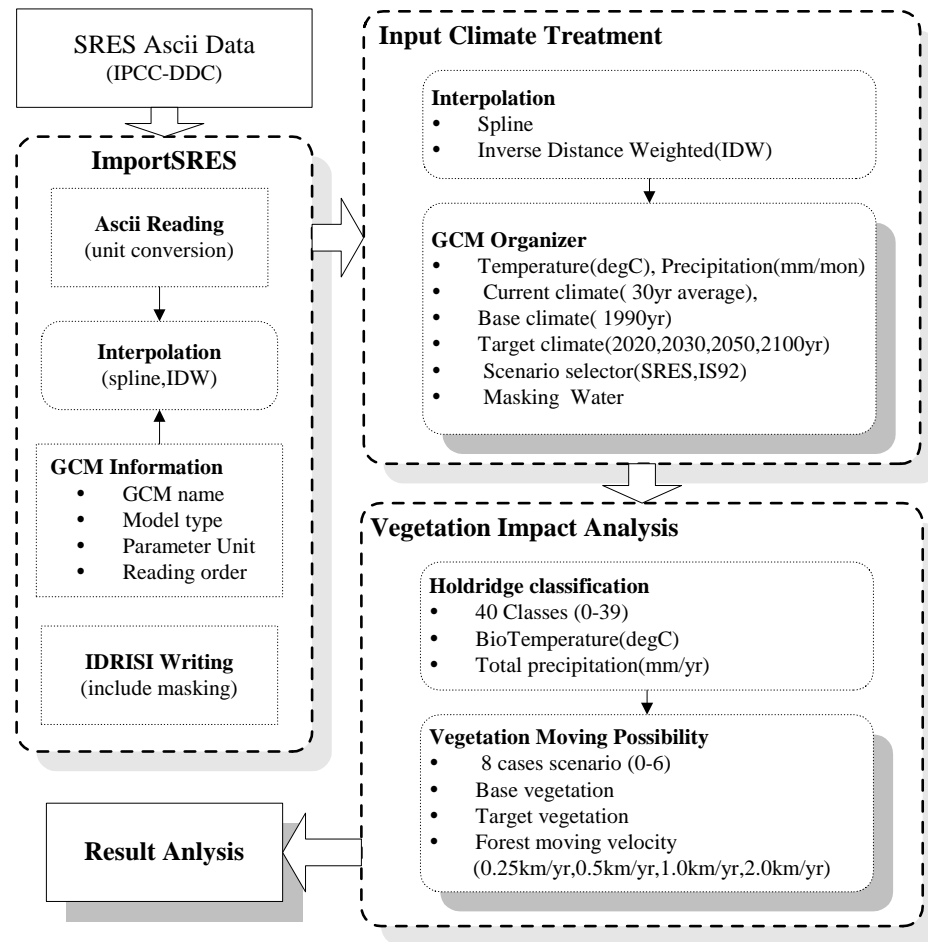 SRES Ascii Data
(IPCC-DDC)
ImportSRES
Ascii Reading
(unit conversion)
Interpolation
(spline,IDW)
GCM Information
• GCM name
• Model type
• Parameter Unit
• Reading order
IDRISI Writing
(include masking)
Input Climate Treatment
Interpolation
• Spline
• Inverse Distance Weighted(IDW)
GCM Organizer
• Temperature(degC), Precipitation(mm/mon)
• Current climate( 30yr average),
• Base climate( 1990yr)
• Target climate(2020,2030,2050,2100yr)
• Scenario selector(SRES,IS92)
• Masking Water
Vegetation Impact Analysis
Holdridge classification
• 40 Classes (0-39)
• BioTemperature(degC)
• Total precipitation(mm/yr)
Vegetation Moving Possibility
• 8 cases scenario (0-6)
• Base vegetation
• Target vegetation
• Forest moving velocity
(0.25km/yr,0.5km/yr,1.0km/yr,2.0km/yr)
Result Anlysis